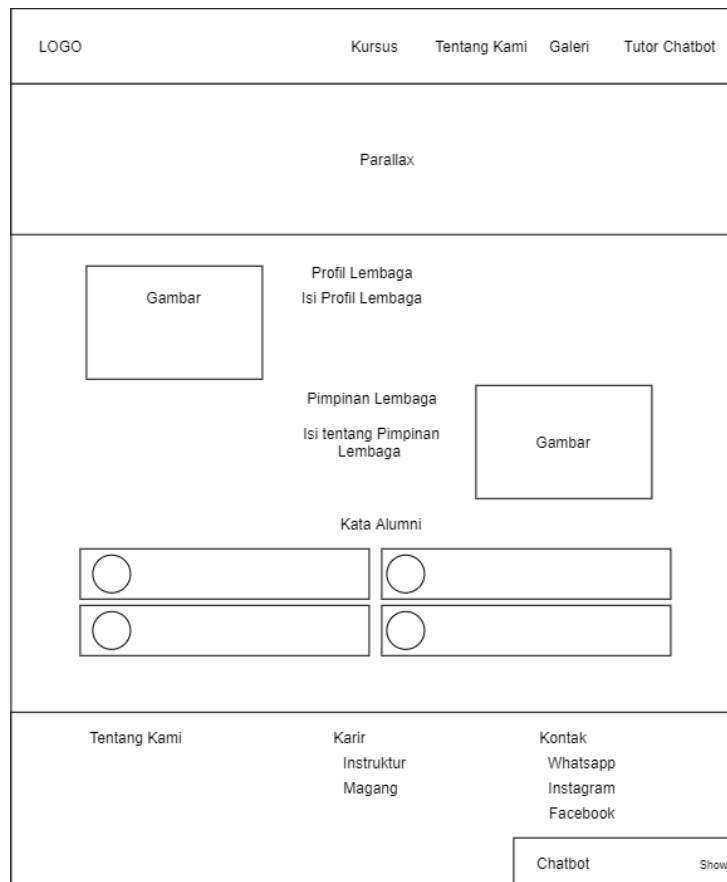 LOGO
Kursus
Tentang Kami
Galeri
Tutor Chatbot
Parallax
Gambar
Profil Lembaga
Isi Profil Lembaga
Pimpinan Lembaga
Isi tentang Pimpinan
Lembaga
Gambar
Kata Alumni
Tentang Kami
Karir
Instruktur
Magang
Kontak
Whatsapp
Instagram
Facebook
Chatbot
Show